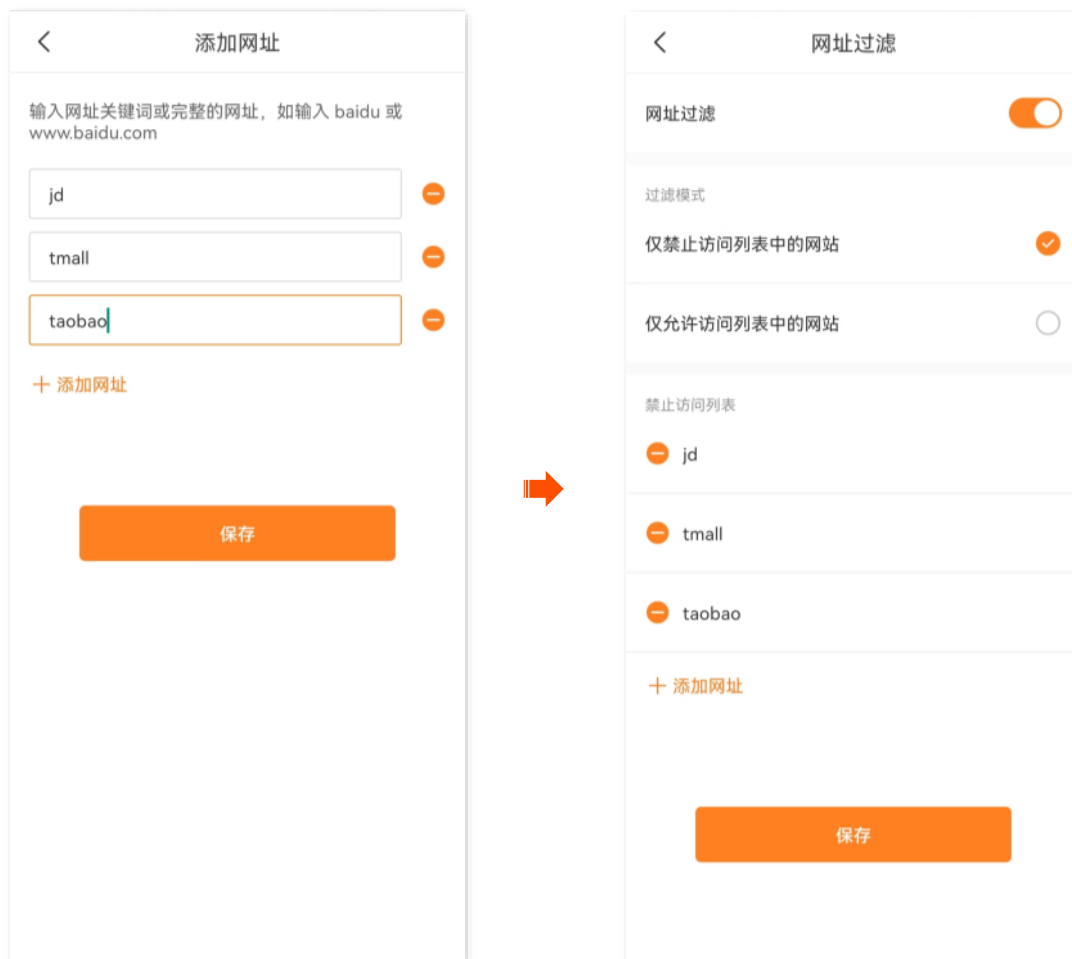 添加网址
输入网址关键词或完整的网址，如输入 baidu 或
www.baidu.com
jd
tmall
taobao
添加网址
保存
网址过滤
网址过滤
过滤模式
仅禁止访问列表中的网站
仅允许访问列表中的网站
禁止访问列表
jd
tmall
taobao
添加网址
保存